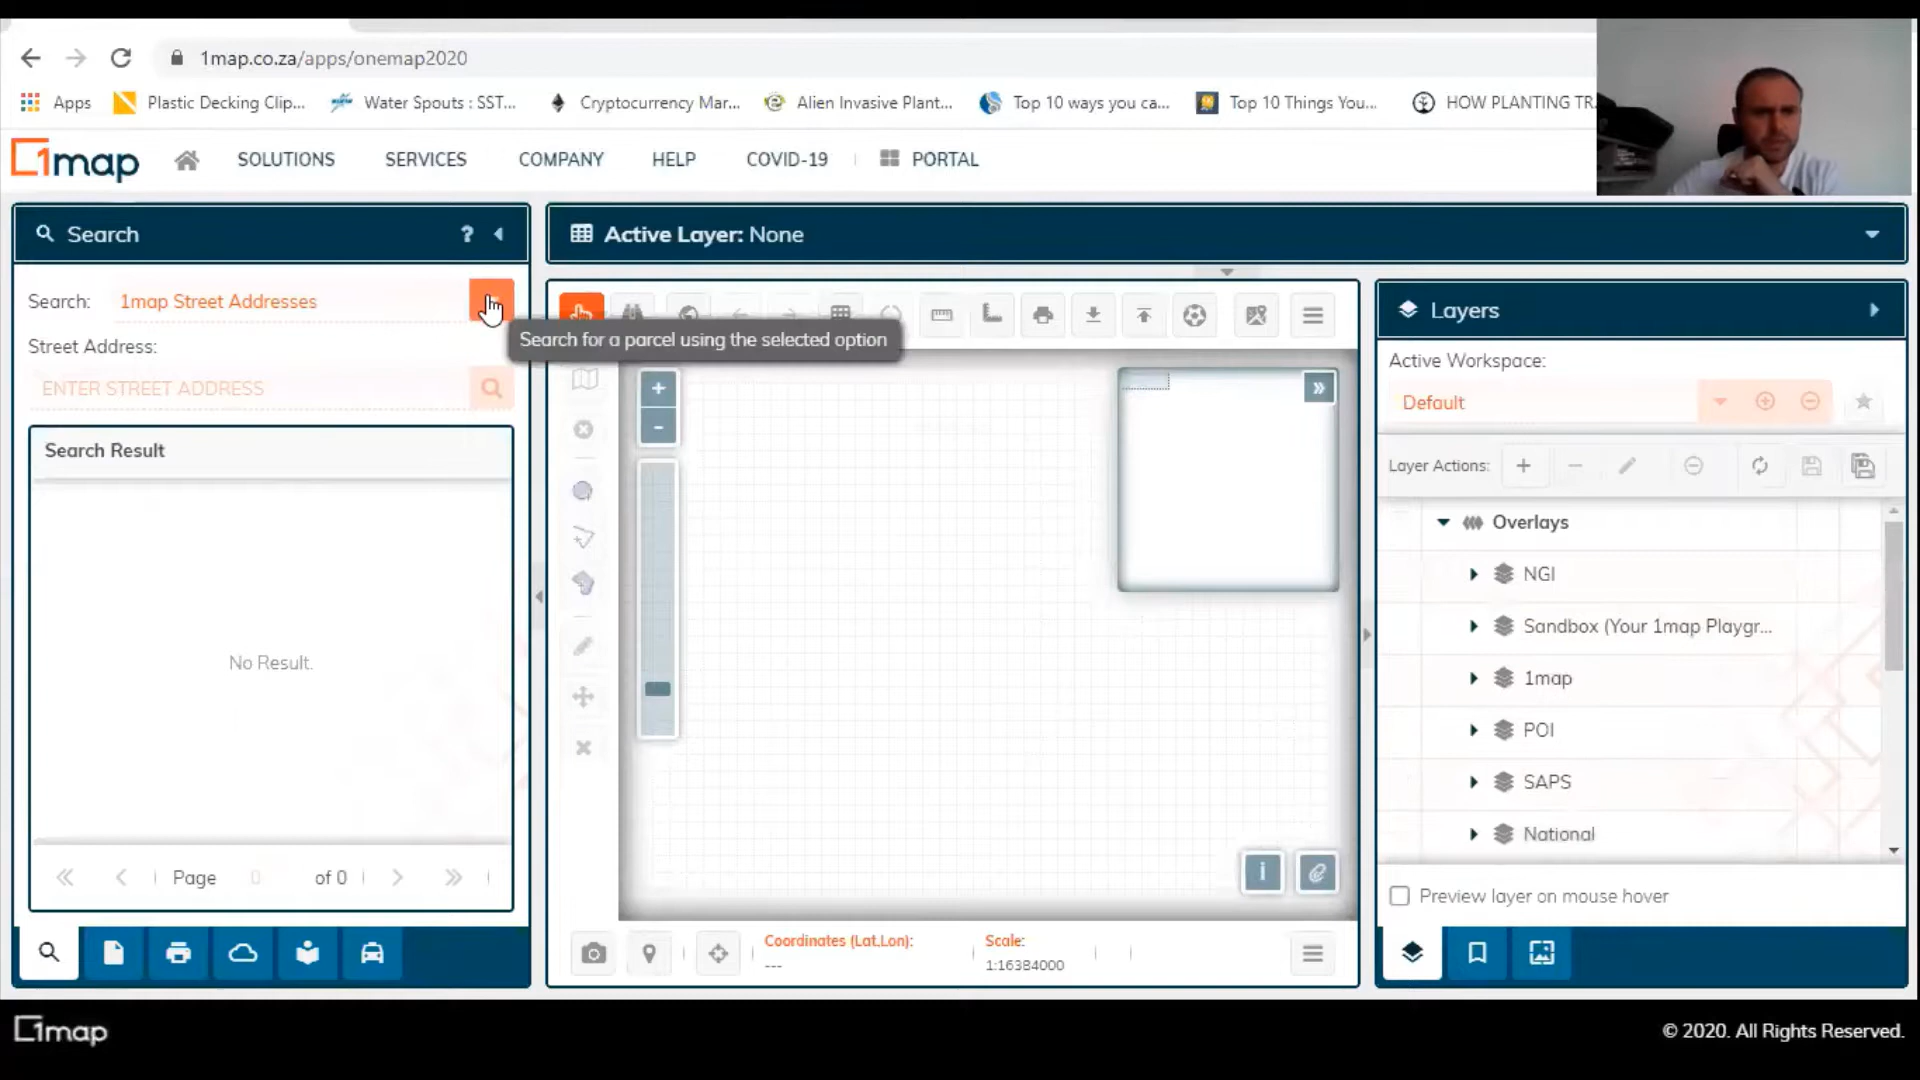 1map.co.za/apps/onemap2020
Apps Plastic Decking Clip... Water Spouts : SST... Cryptocurrency Mar... Alien Invasive Plant... Top 10 ways you ca... Top 10 Things You... HOW PLANTING TR
1map SOLUTIONS SERVICES COMPANY HELP COVID-19 PORTAL
Search ?
Active Layer: None
Search: 1map Street Addresses
Search for a parcel using the selected option
Street Address:
ENTER STREET ADDRESS
Search Result
No Result.
Page 0 of 0
+
-
»
i
Coordinates (Lat,Lon):
---
Scale:
1:16384000
Layers
Active Workspace:
Default
Layer Actions:
Overlays
NGI
Sandbox (Your 1map Playgr...
1map
POI
SAPS
National
Preview layer on mouse hover
1map
© 2020. All Rights Reserved.